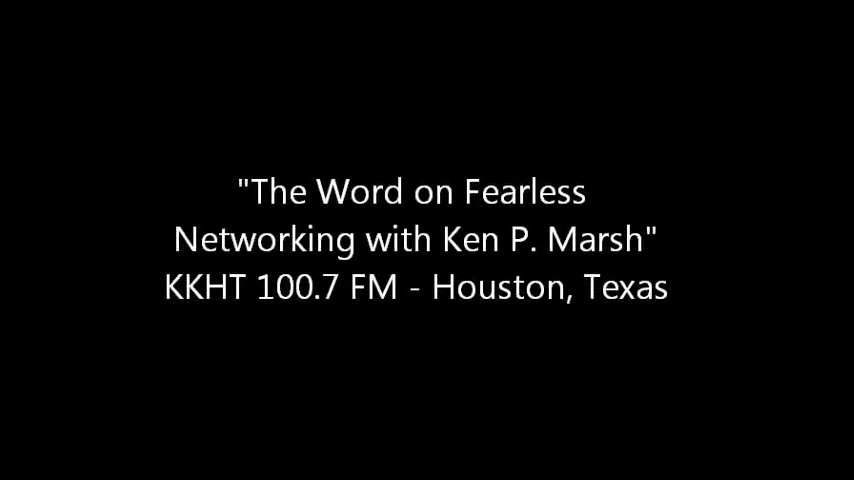 "The Word on Fearless
Networking with Ken P. Marsh"
KKHT 100.7 FM - Houston, Texas